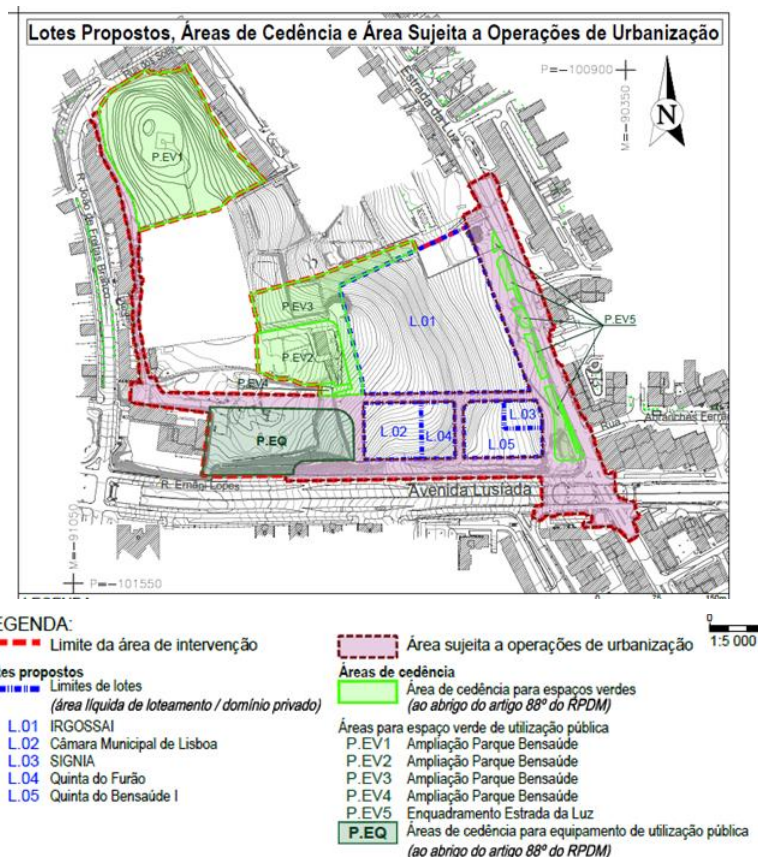 Lotes Propostos, Áreas de Cedência e Área Sujeita a Operações de Urbanização
P=-100900
M=-90350
N
Estrada da Luz
R. João de Freitas Branco
P.EV1
P.EV3
P.EV2
P.EV4
P.EV5
L.01
L.02
L.04
L.03
L.05
P.EQ
Rua
Abranches Ferrão
R. Ernâni Lopes
Avenida Lusíada
M=-91050
P=-101550
0 75 150m
EGENDA:
Limite da área de intervenção
tes propostos
Limites de lotes
(área líquida de loteamento / domínio privado)
L.01 IRGOSSAI
L.02 Câmara Municipal de Lisboa
L.03 SIGNIA
L.04 Quinta do Furão
L.05 Quinta do Bensaúde I
Área sujeita a operações de urbanização
0
1:5 000
Áreas de cedência
Área de cedência para espaços verdes
(ao abrigo do artigo 88º do RPDM)
Áreas para espaço verde de utilização pública
P.EV1 Ampliação Parque Bensaúde
P.EV2 Ampliação Parque Bensaúde
P.EV3 Ampliação Parque Bensaúde
P.EV4 Ampliação Parque Bensaúde
P.EV5 Enquadramento Estrada da Luz
P.EQ Áreas de cedência para equipamento de utilização pública
(ao abrigo do artigo 88º do RPDM)